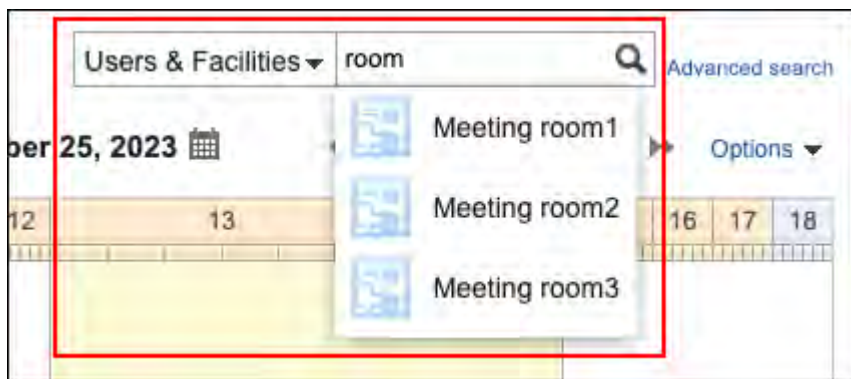 Users & Facilities room Advanced search
Meeting room1
ber 25, 2023 Options
Meeting room2
12 13 16 17 18
Meeting room3